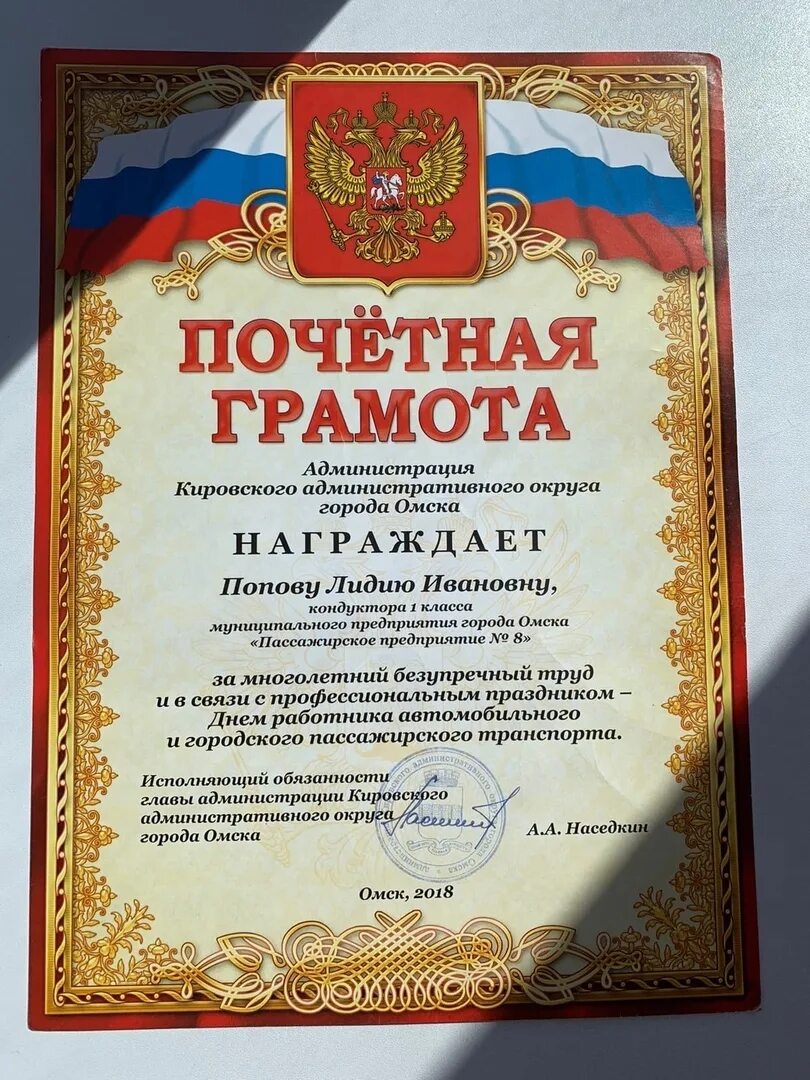 ПОЧЁТНАЯ
ГРАМОТА
Администрация
Кировского административного округа
города Омска
НАГРАЖДАЕТ
Попову Лидию Ивановну,
кондуктора 1 класса
муниципального предприятия города Омска
«Пассажирское предприятие № 8»
за многолетний безупречный труд
и в связи с профессиональным праздником –
Днем работника автомобильного
и городского пассажирского транспорта.
Исполняющий обязанности
главы администрации Кировского
административного округа
города Омска
А.А. Наседкин
Омск, 2018